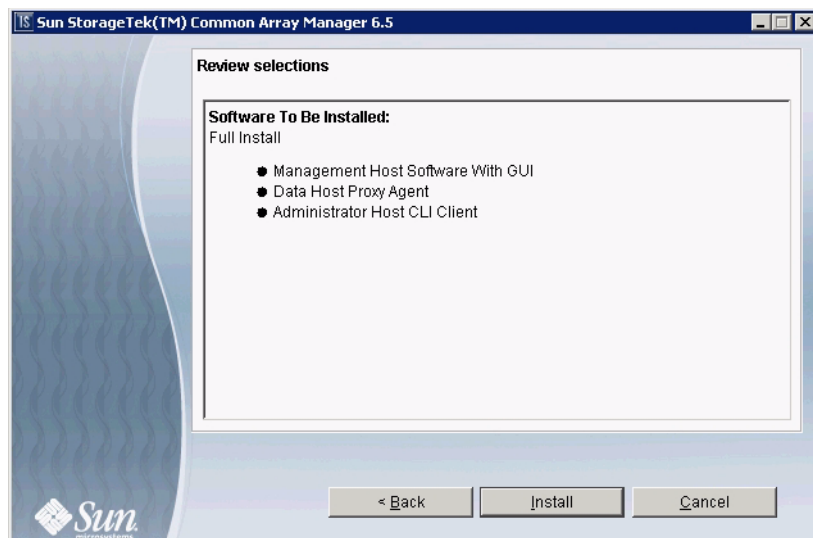 Sun StorageTek(TM) Common Array Manager 6.5
Review selections
Software To Be Installed:
Full Install
● Management Host Software With GUI
● Data Host Proxy Agent
● Administrator Host CLI Client
< Back
Install
Cancel
Sun
microsystems